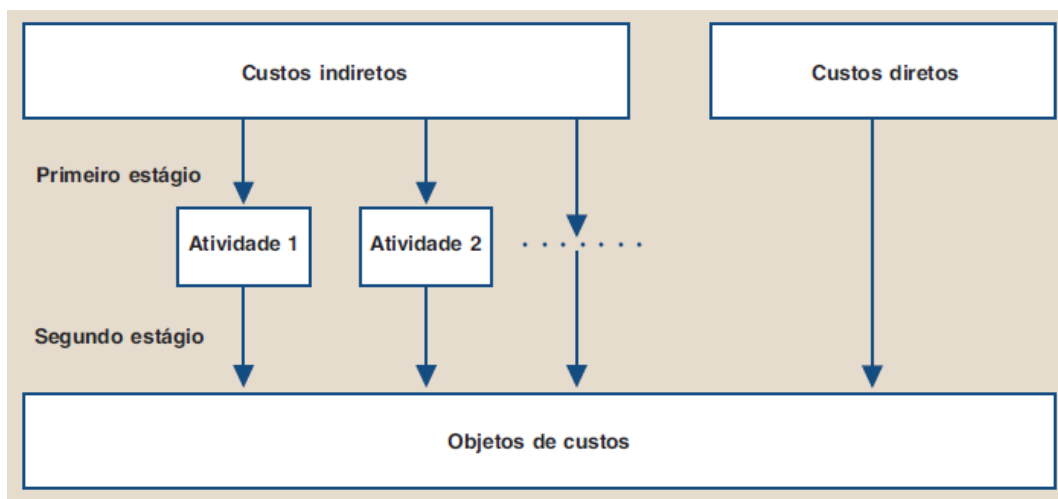 Custos indiretos
Custos diretos
Primeiro estágio
Atividade 1
Atividade 2
Segundo estágio
Objetos de custos